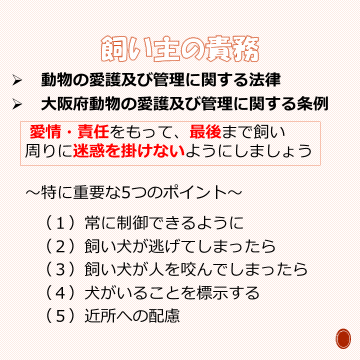 飼い主の責務
➢ 動物の愛護及び管理に関する法律
➢ 大阪府動物の愛護及び管理に関する条例
愛情・責任をもって、最後まで飼い
周りに迷惑を掛けないようにしましょう
～特に重要な5つのポイント～
（１）常に制御できるように
（２）飼い犬が逃げてしまったら
（３）飼い犬が人を咬んでしまったら
（４）犬がいることを標示する
（５）近所への配慮